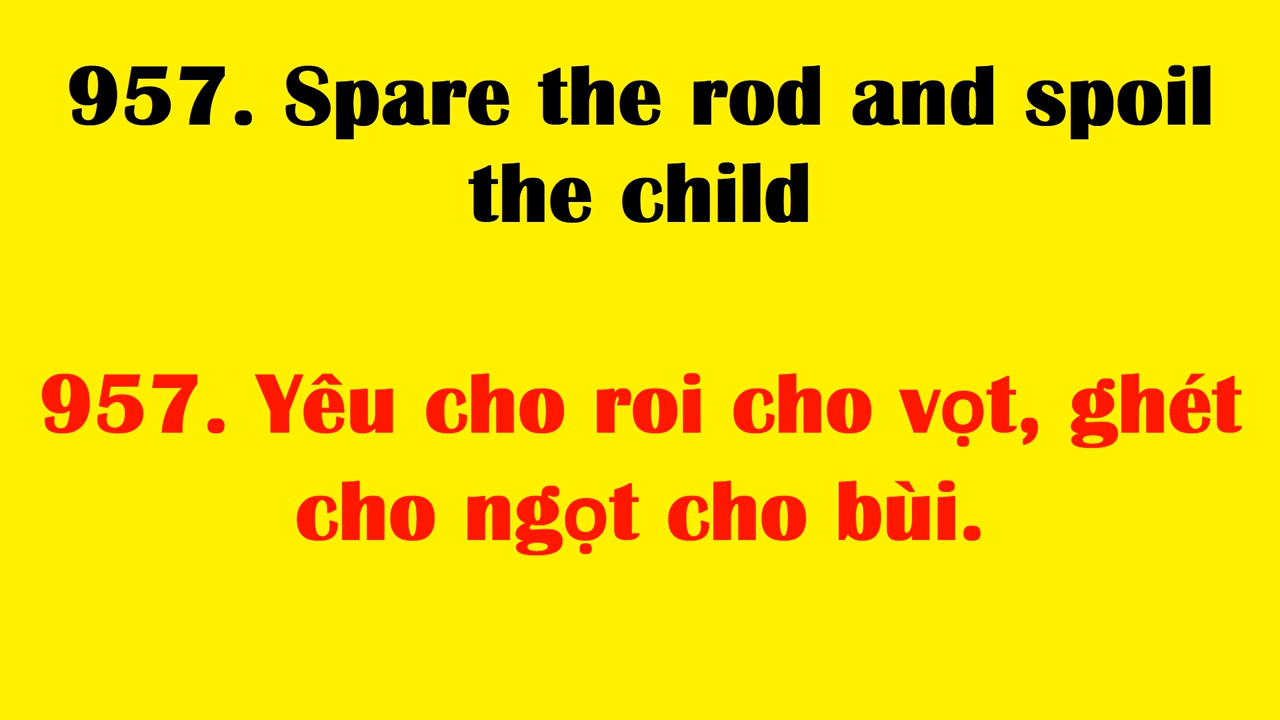 957. Spare the rod and spoil
the child
957. Yêu cho roi cho vọt, ghét
cho ngọt cho bùi.